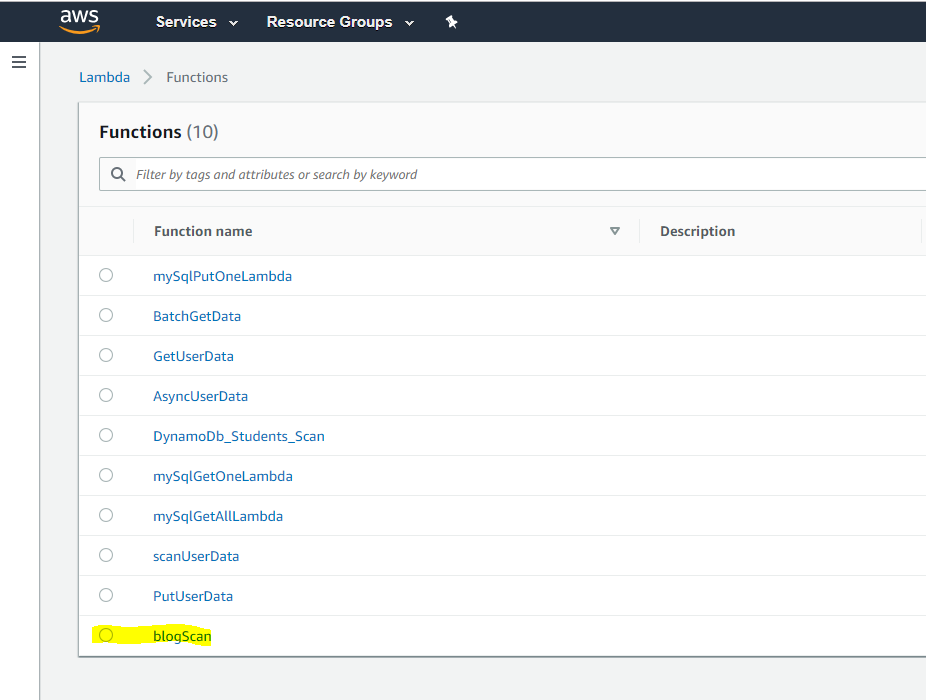 aws Services Resource Groups
Lambda Functions
Functions (10)
Filter by tags and attributes or search by keyword
Function name Description
mySqlPutOneLambda
BatchGetData
GetUserData
AsyncUserData
DynamoDb_Students_Scan
mySqlGetOneLambda
mySqlGetAllLambda
scanUserData
PutUserData
blogScan